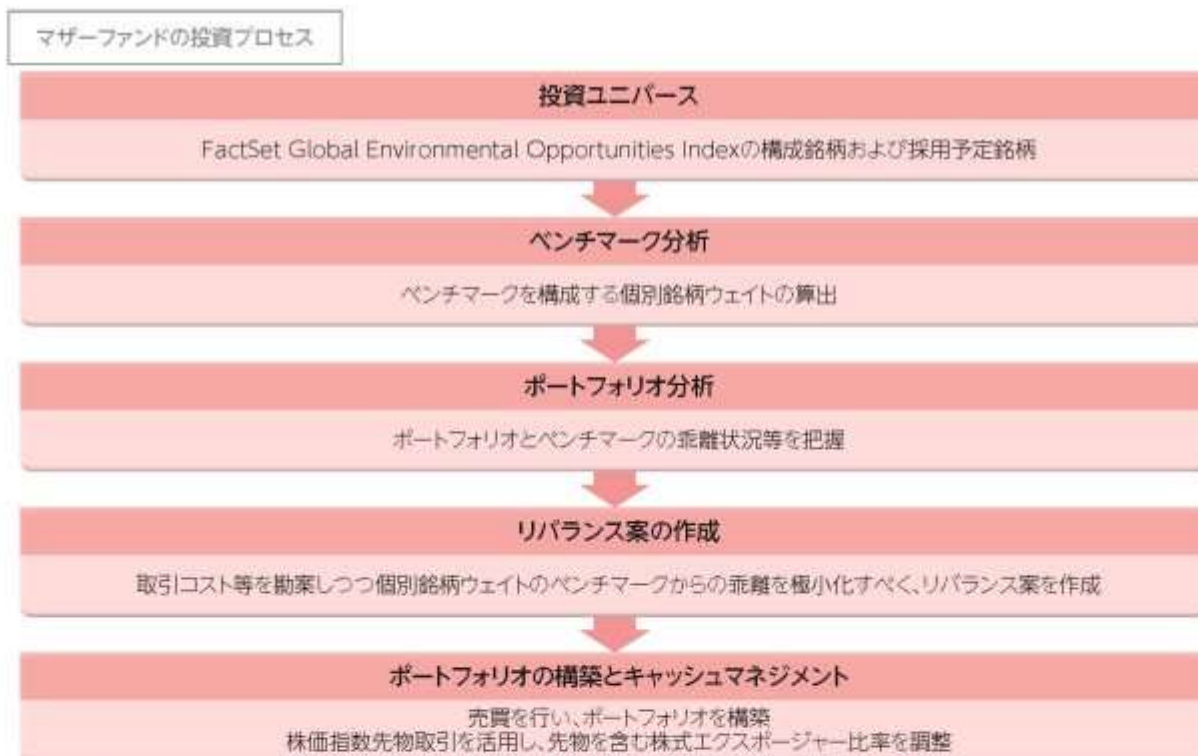 マザーファンドの投資プロセス
投資ユニバース
FactSet Global Environmental Opportunities Indexの構成銘柄および採用予定銘柄
ベンチマーク分析
ベンチマークを構成する個別銘柄ウェイトの算出
ポートフォリオ分析
ポートフォリオとベンチマークの乖離状況等を把握
リバランス案の作成
取引コスト等を勘案しつつ個別銘柄ウェイトのベンチマークからの乖離を極小化すべく、リバランス案を作成
ポートフォリオの構築とキャッシュマネジメント
売買を行い、ポートフォリオを構築
株価指数先物取引を活用し、先物を含む株式エクスポージャー比率を調整